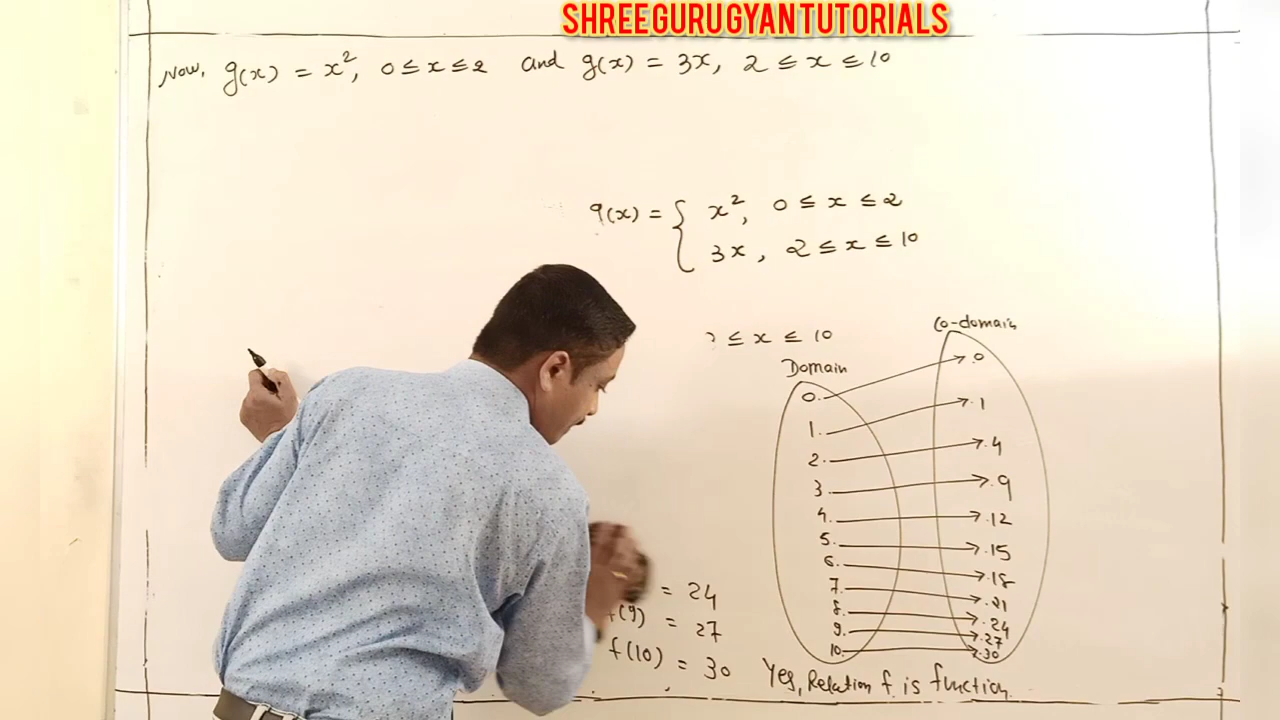 SHREE GURU GYAN TUTORIALS
Now, g(x) = x², 0 ≤ x ≤ 2 and g(x) = 3x, 2 ≤ x ≤ 10
g(x) = { x², 0 ≤ x ≤ 2
3x, 2 ≤ x ≤ 10
≤ x ≤ 10
Co-domain
Domain
0. .0
1. .1
2. .4
3. .9
4. .12
5. .15
6. .18
7. .21
8. .24
9. .27
10. .30
= 24
f(9) = 27
f(10) = 30
Yes, Relation f is function.